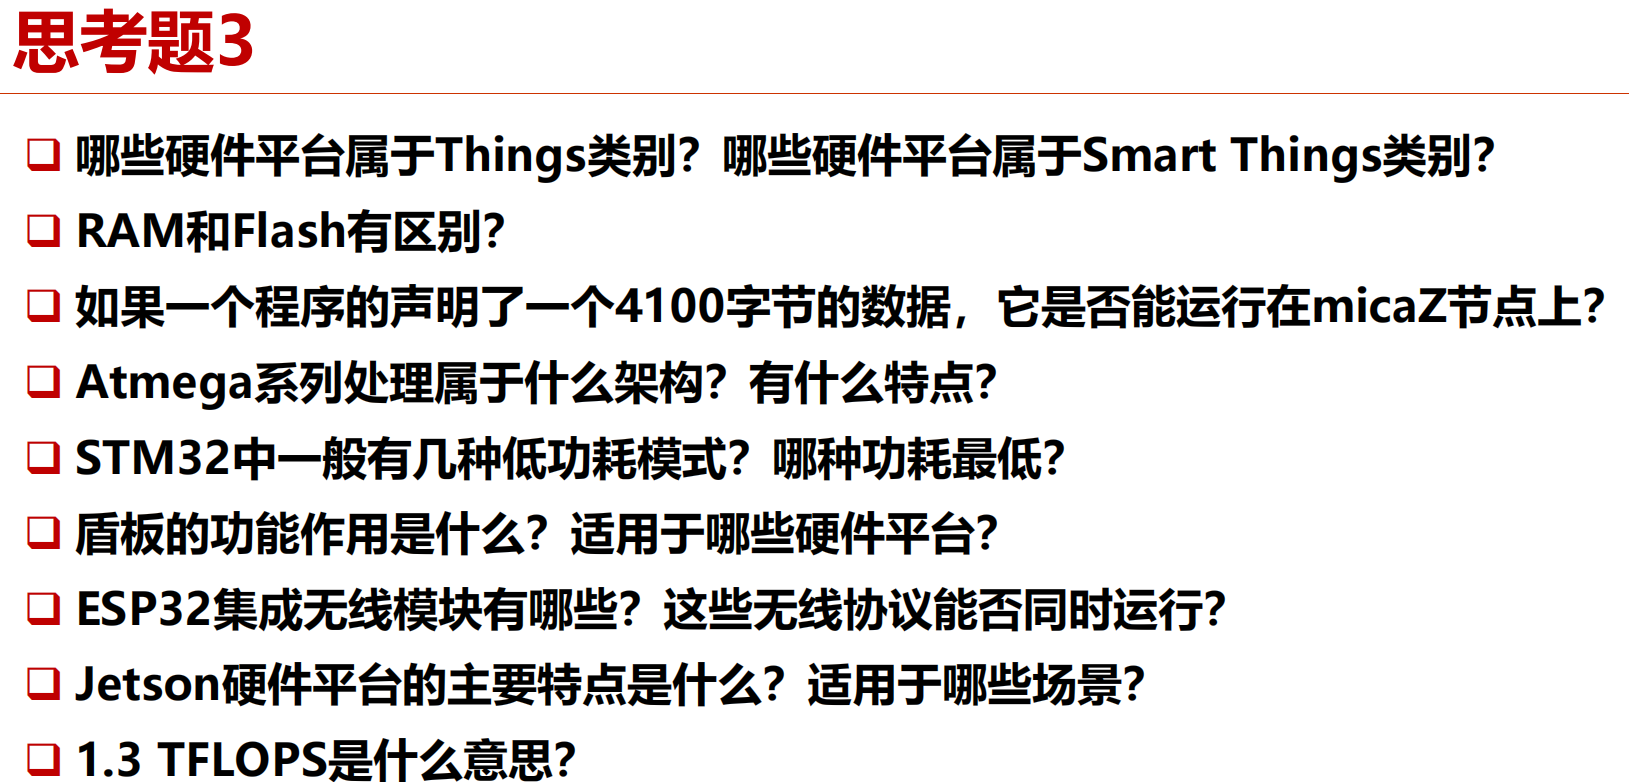 思考题3
哪些硬件平台属于Things类别？哪些硬件平台属于Smart Things类别？
RAM和Flash有区别？
如果一个程序的声明了一个4100字节的数据，它是否能运行在micaZ节点上？
Atmega系列处理属于什么架构？有什么特点？
STM32中一般有几种低功耗模式？哪种功耗最低？
盾板的功能作用是什么？适用于哪些硬件平台？
ESP32集成无线模块有哪些？这些无线协议能否同时运行？
Jetson硬件平台的主要特点是什么？适用于哪些场景？
1.3 TFLOPS是什么意思？